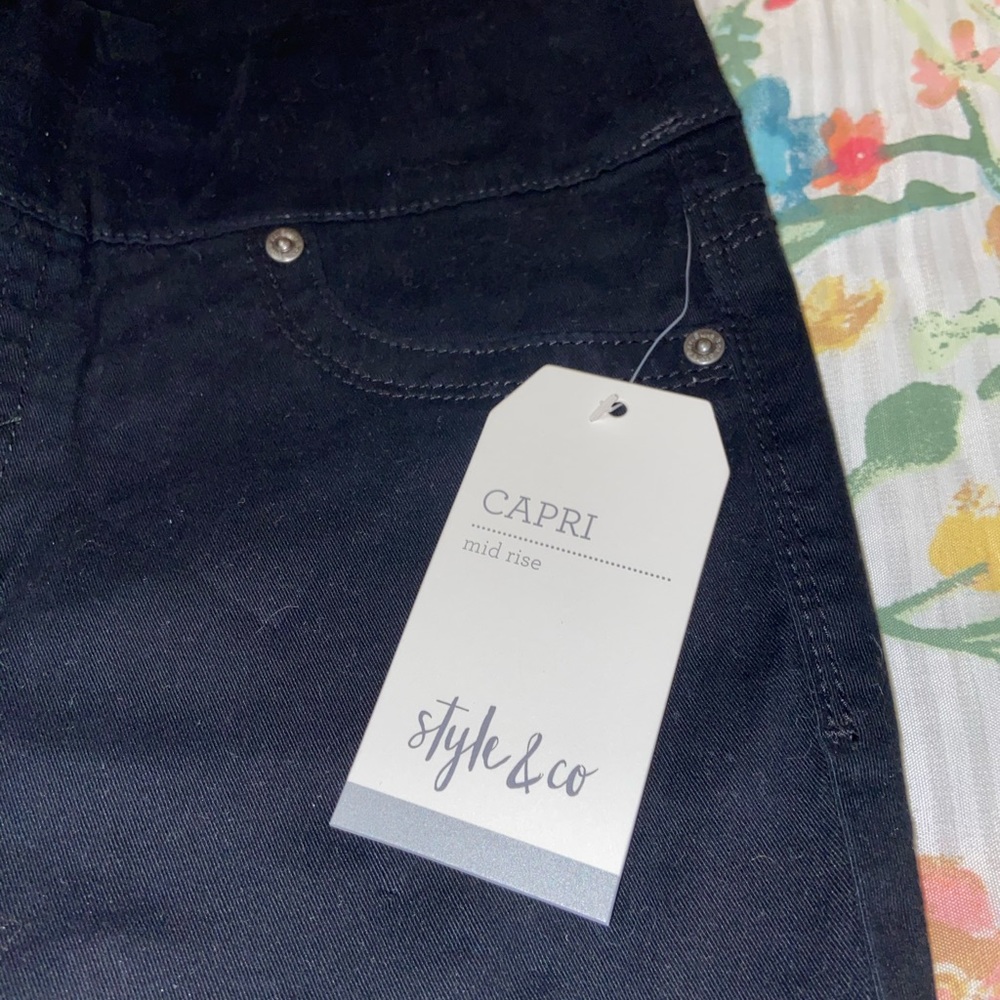 CAPRI
mid rise
style & co